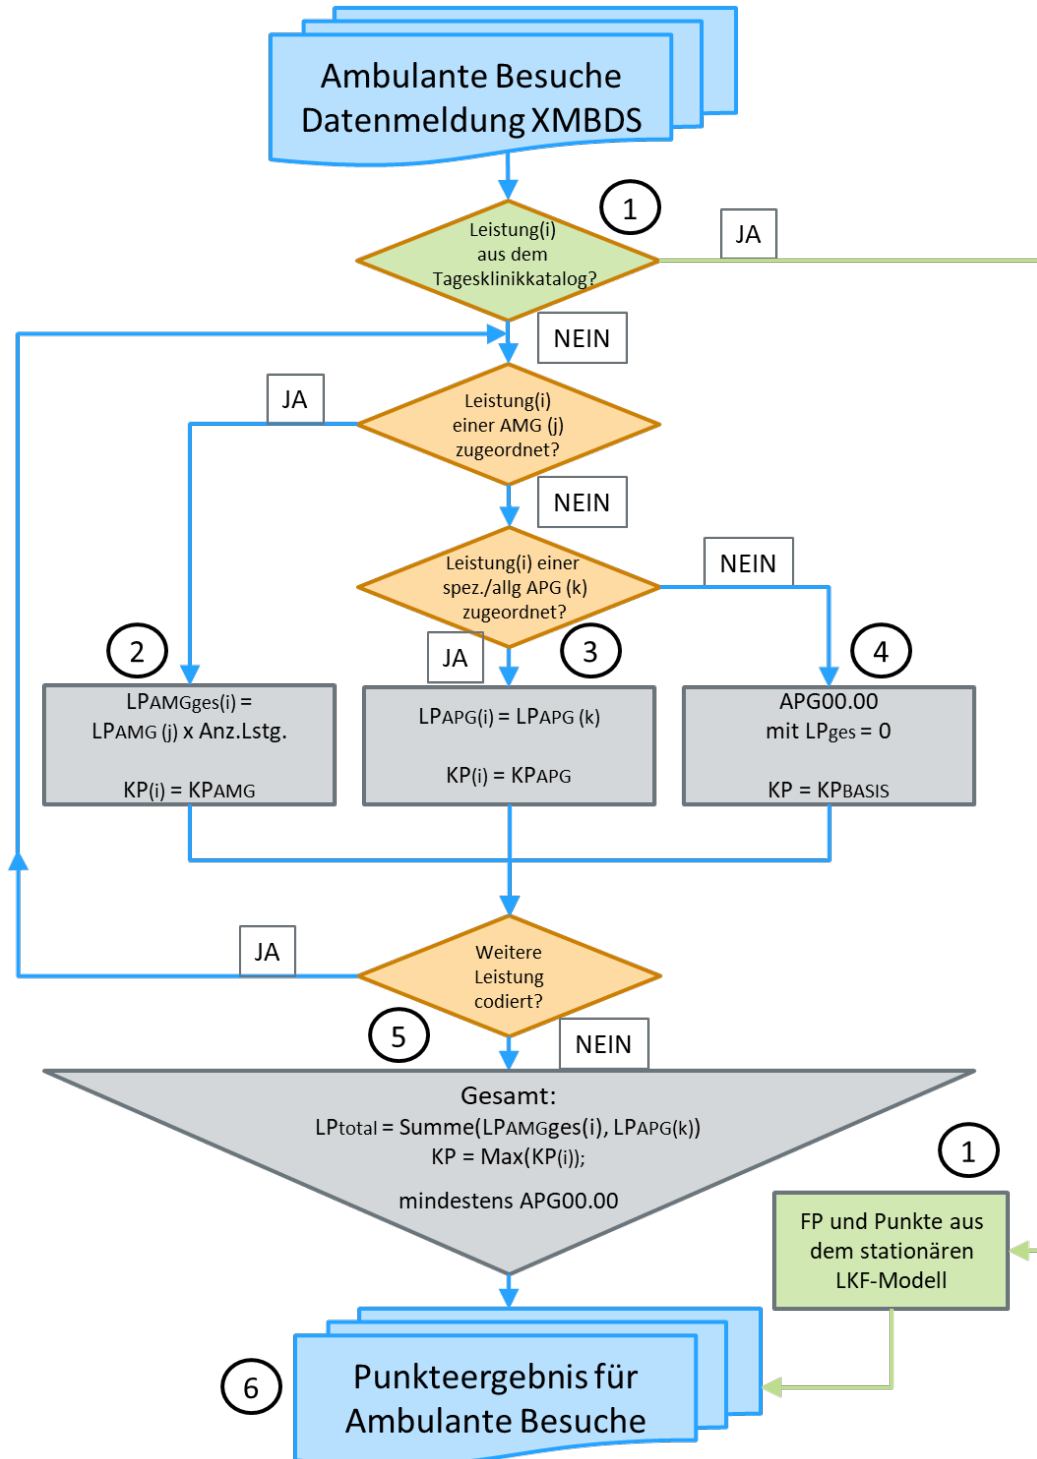 Ambulante Besuche
Datenmeldung XMBDS
1
Leistung(i)
aus dem
Tagesklinikkatalog?
JA
NEIN
Leistung(i)
einer AMG (j)
zugeordnet?
JA
NEIN
Leistung(i) einer
spez./allg APG (k)
zugeordnet?
NEIN
JA
2
LPAMGges(i) =
LPAMG (j) x Anz.Lstg.
KP(i) = KPAMG
3
LPAPG(i) = LPAPG (k)
KP(i) = KPAPG
4
APG00.00
mit LPges = 0
KP = KPBASIS
Weitere
Leistung
codiert?
JA
5
NEIN
Gesamt:
LPtotal = Summe(LPAMGges(i), LPAPG(k))
KP = Max(KP(i));
mindestens APG00.00
1
FP und Punkte aus
dem stationären
LKF-Modell
6
Punkteergebnis für
Ambulante Besuche